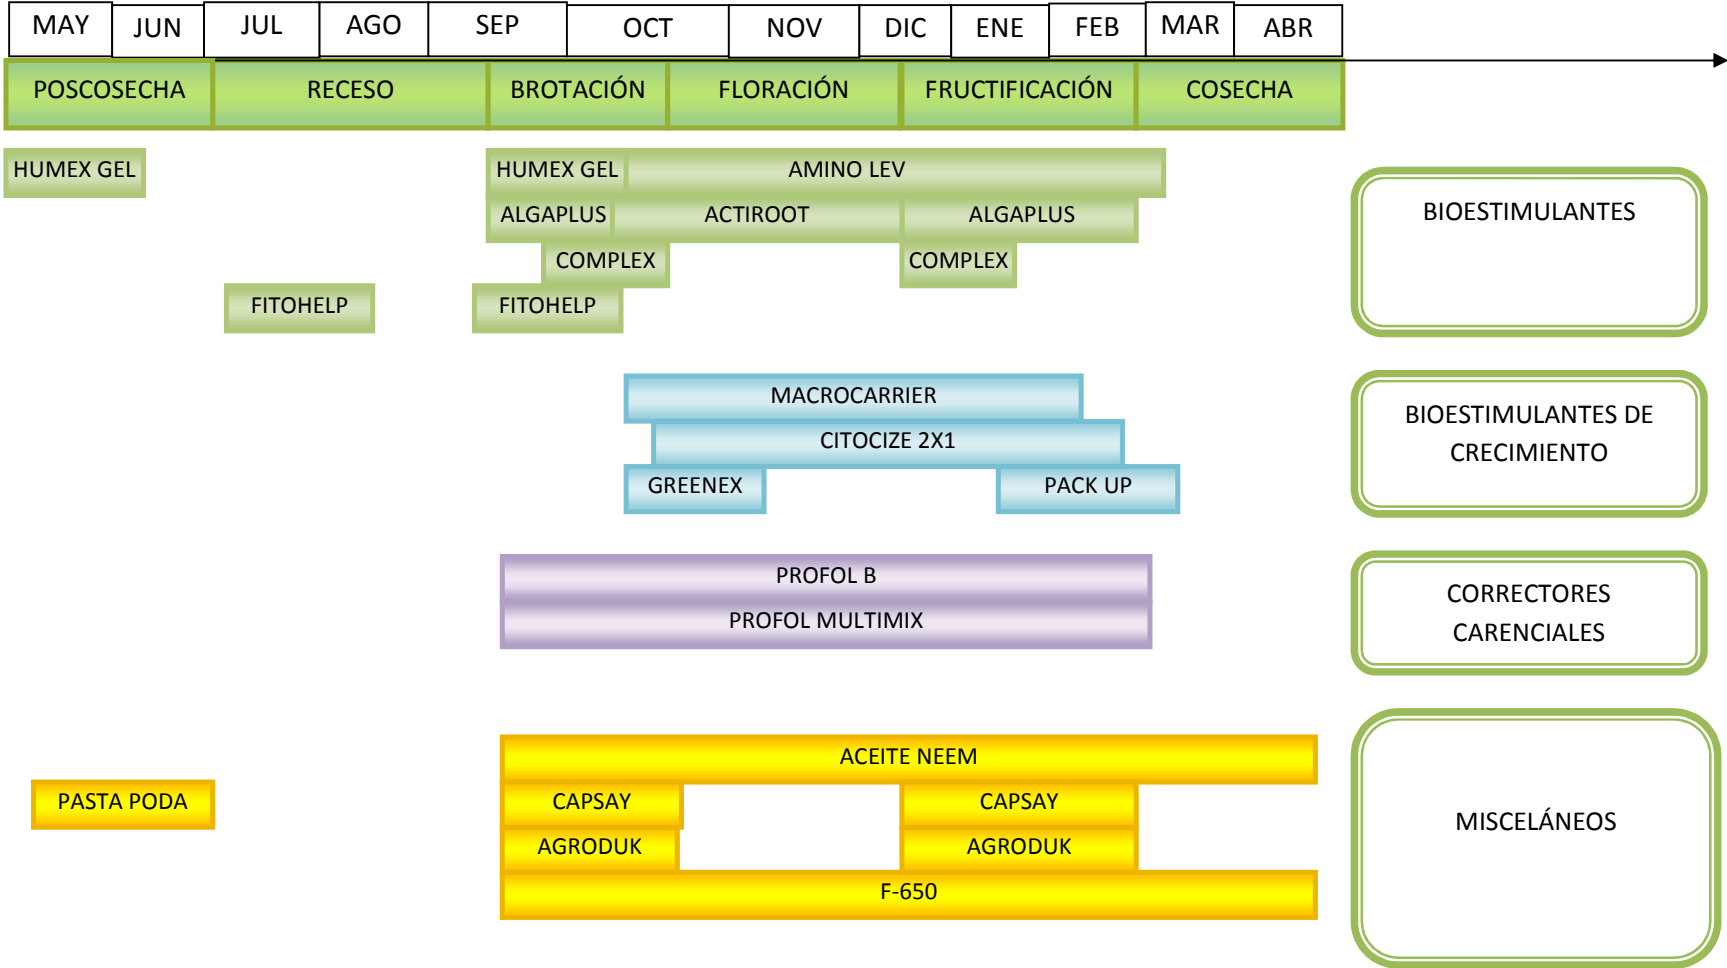 MAY JUN JUL AGO SEP OCT NOV DIC ENE FEB MAR ABR
POSCOSECHA RECESO BROTACIÓN FLORACIÓN FRUCTIFICACIÓN COSECHA
HUMEX GEL HUMEX GEL AMINO LEV
ALGAPLUS ACTIROOT ALGAPLUS
COMPLEX COMPLEX
FITOHELP FITOHELP
BIOESTIMULANTES
MACROCARRIER
CITOCIZE 2X1
GREENEX PACK UP
BIOESTIMULANTES DE
CRECIMIENTO
PROFOL B
PROFOL MULTIMIX
CORRECTORES
CARENCIALES
ACEITE NEEM
PASTA PODA CAPSAY CAPSAY
AGRODUK AGRODUK
F-650
MISCELÁNEOS